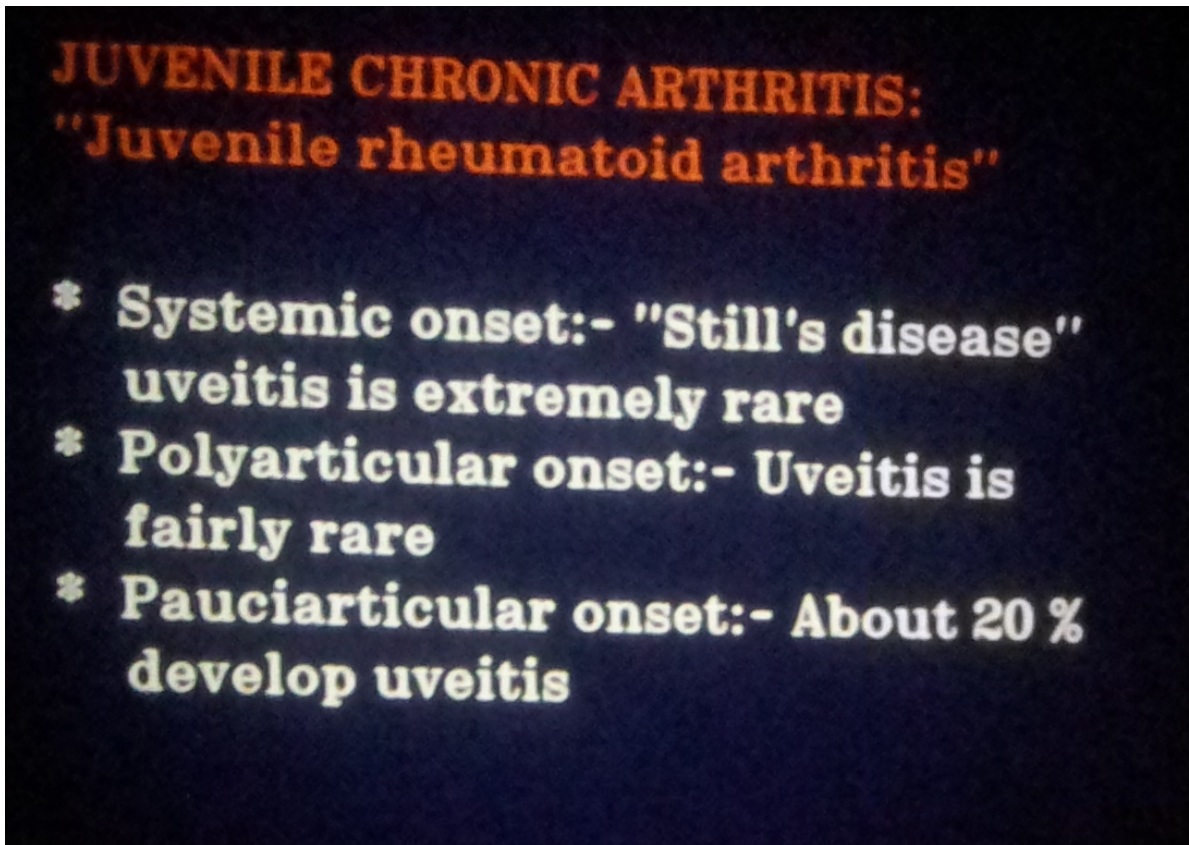 JUVENILE CHRONIC ARTHRITIS:
"Juvenile rheumatoid arthritis"
* Systemic onset:- "Still's disease"
uveitis is extremely rare
* Polyarticular onset:- Uveitis is
fairly rare
* Pauciarticular onset:- About 20 %
develop uveitis